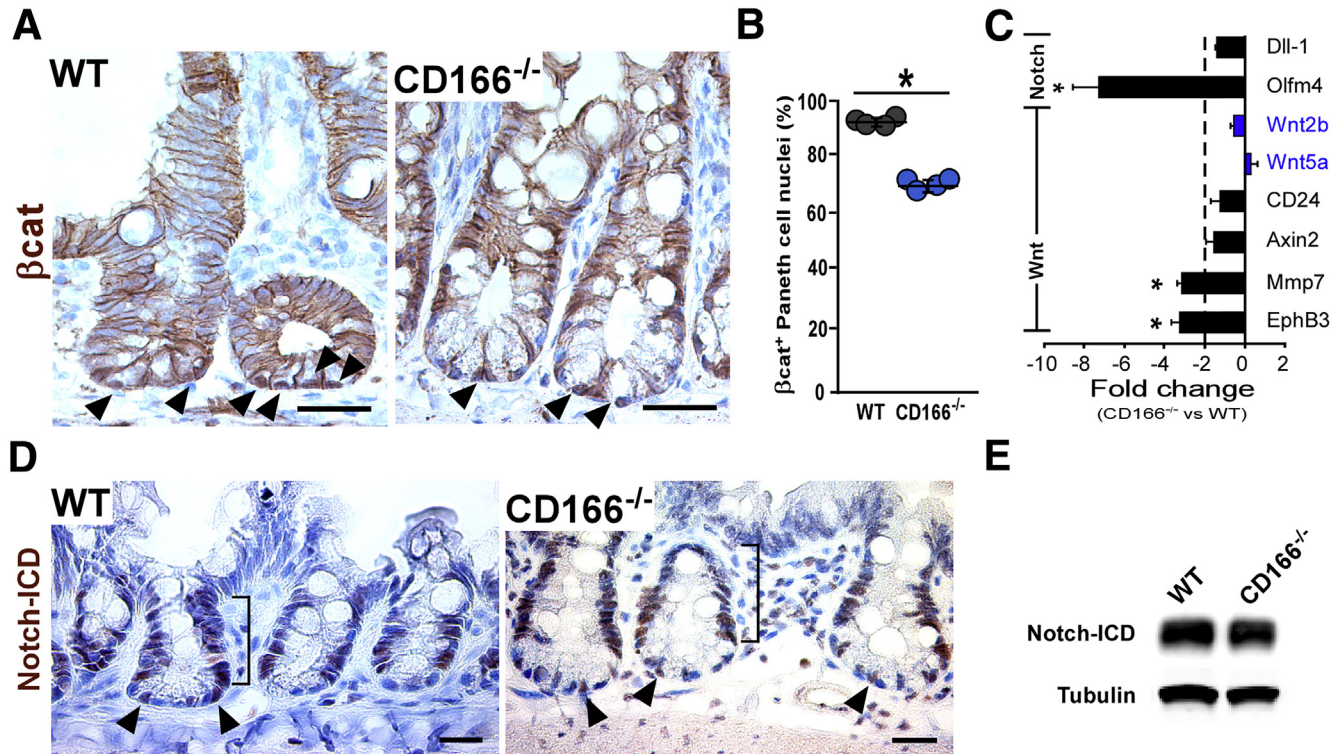 A
WT
CD166-/-
βcat
B
*
βcat+ Paneth cell nuclei (%)
100
80
60
40
20
0
WT CD166-/-
C
Notch
Wnt
Dll-1
* Olfm4
Wnt2b
Wnt5a
CD24
Axin2
* Mmp7
* EphB3
-10 -8 -6 -4 -2 0 2
Fold change
(CD166-/- vs WT)
D
WT
CD166-/-
Notch-ICD
E
WT CD166-/-
Notch-ICD
Tubulin